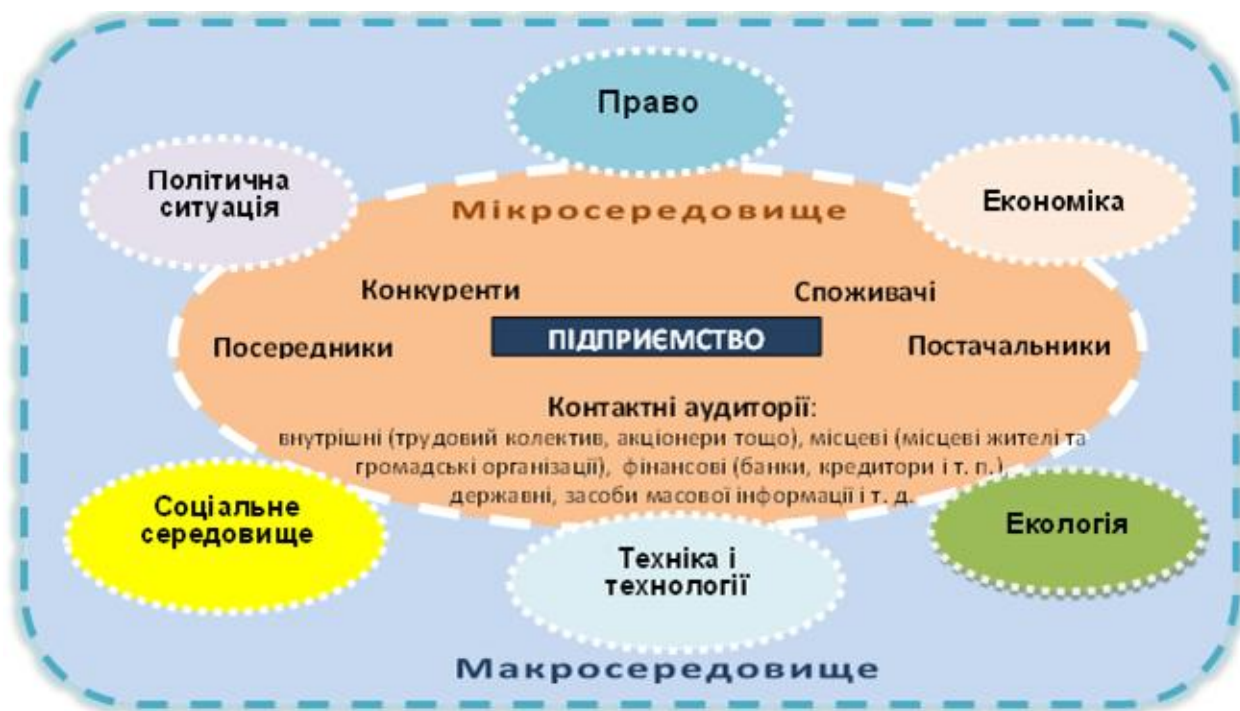 Право
Політична
ситуація
Економіка
Мікросередовище
Конкуренти
Споживачі
Посередники
ПІДПРИЄМСТВО
Постачальники
Контактні аудиторії:
внутрішні (трудовий колектив, акціонери тощо), місцеві (місцеві жителі та
громадські організації), фінансові (банки, кредитори і т. п.),
державні, засоби масової інформації і т. д.
Соціальне
середовище
Техніка і
технології
Екологія
Макросередовище